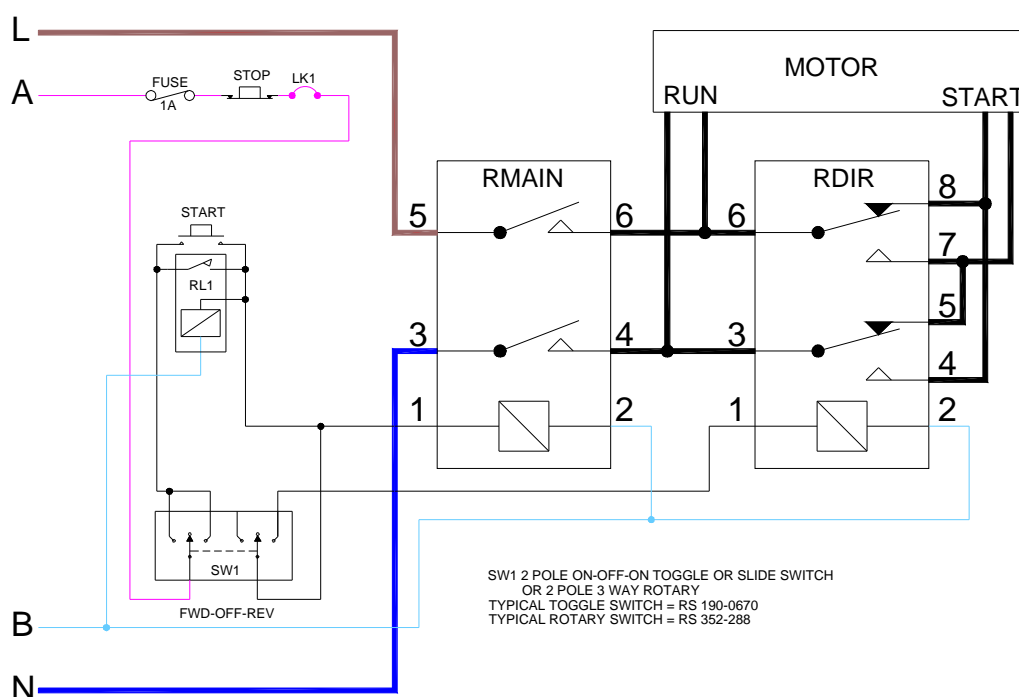 L
A
FUSE
1A
STOP
LK1
MOTOR
RUN
START
RMAIN
RDIR
5
6
6
8
7
START
RL1
3
4
3
5
4
1
2
1
2
SW1
FWD-OFF-REV
SW1 2 POLE ON-OFF-ON TOGGLE OR SLIDE SWITCH
OR 2 POLE 3 WAY ROTARY
TYPICAL TOGGLE SWITCH = RS 190-0670
TYPICAL ROTARY SWITCH = RS 352-288
B
N